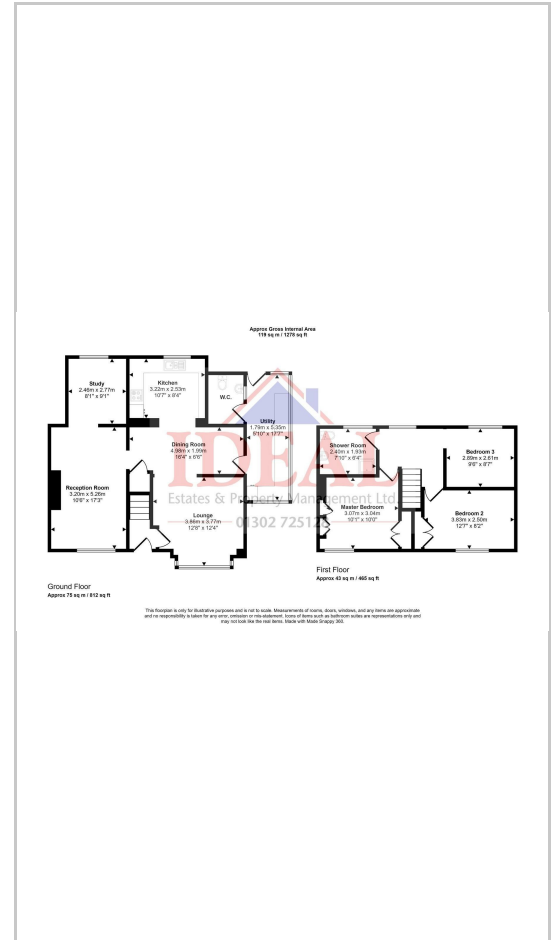 Approx Gross Internal Area
119 sq m / 1278 sq ft
Study
2.46m x 2.77m
8'1" x 9'1"
Kitchen
3.22m x 2.53m
10'7" x 8'4"
W.C.
Utility
1.79m x 5.35m
5'10" x 17'7"
Dining Room
4.98m x 1.99m
16'4" x 6'6"
Reception Room
3.20m x 5.26m
10'6" x 17'3"
Lounge
3.86m x 3.77m
12'8" x 12'4"
Shower Room
2.40m x 1.93m
7'10" x 6'4"
Bedroom 3
2.89m x 2.61m
9'6" x 8'7"
Master Bedroom
3.07m x 3.04m
10'1" x 10'0"
Bedroom 2
3.83m x 2.50m
12'7" x 8'2"
IDEAL
Estates & Property Management Ltd
Ground Floor
Approx 75 sq m / 812 sq ft
First Floor
Approx 43 sq m / 465 sq ft
This floorplan is only for illustrative purposes and is not to scale. Measurements of rooms, doors, windows, and any items are approximate
and no responsibility is taken for any error, omission or mis-statement. Icons of items such as bathroom suites are representations only and
may not look like the real items. Made with Made Snappy 360.